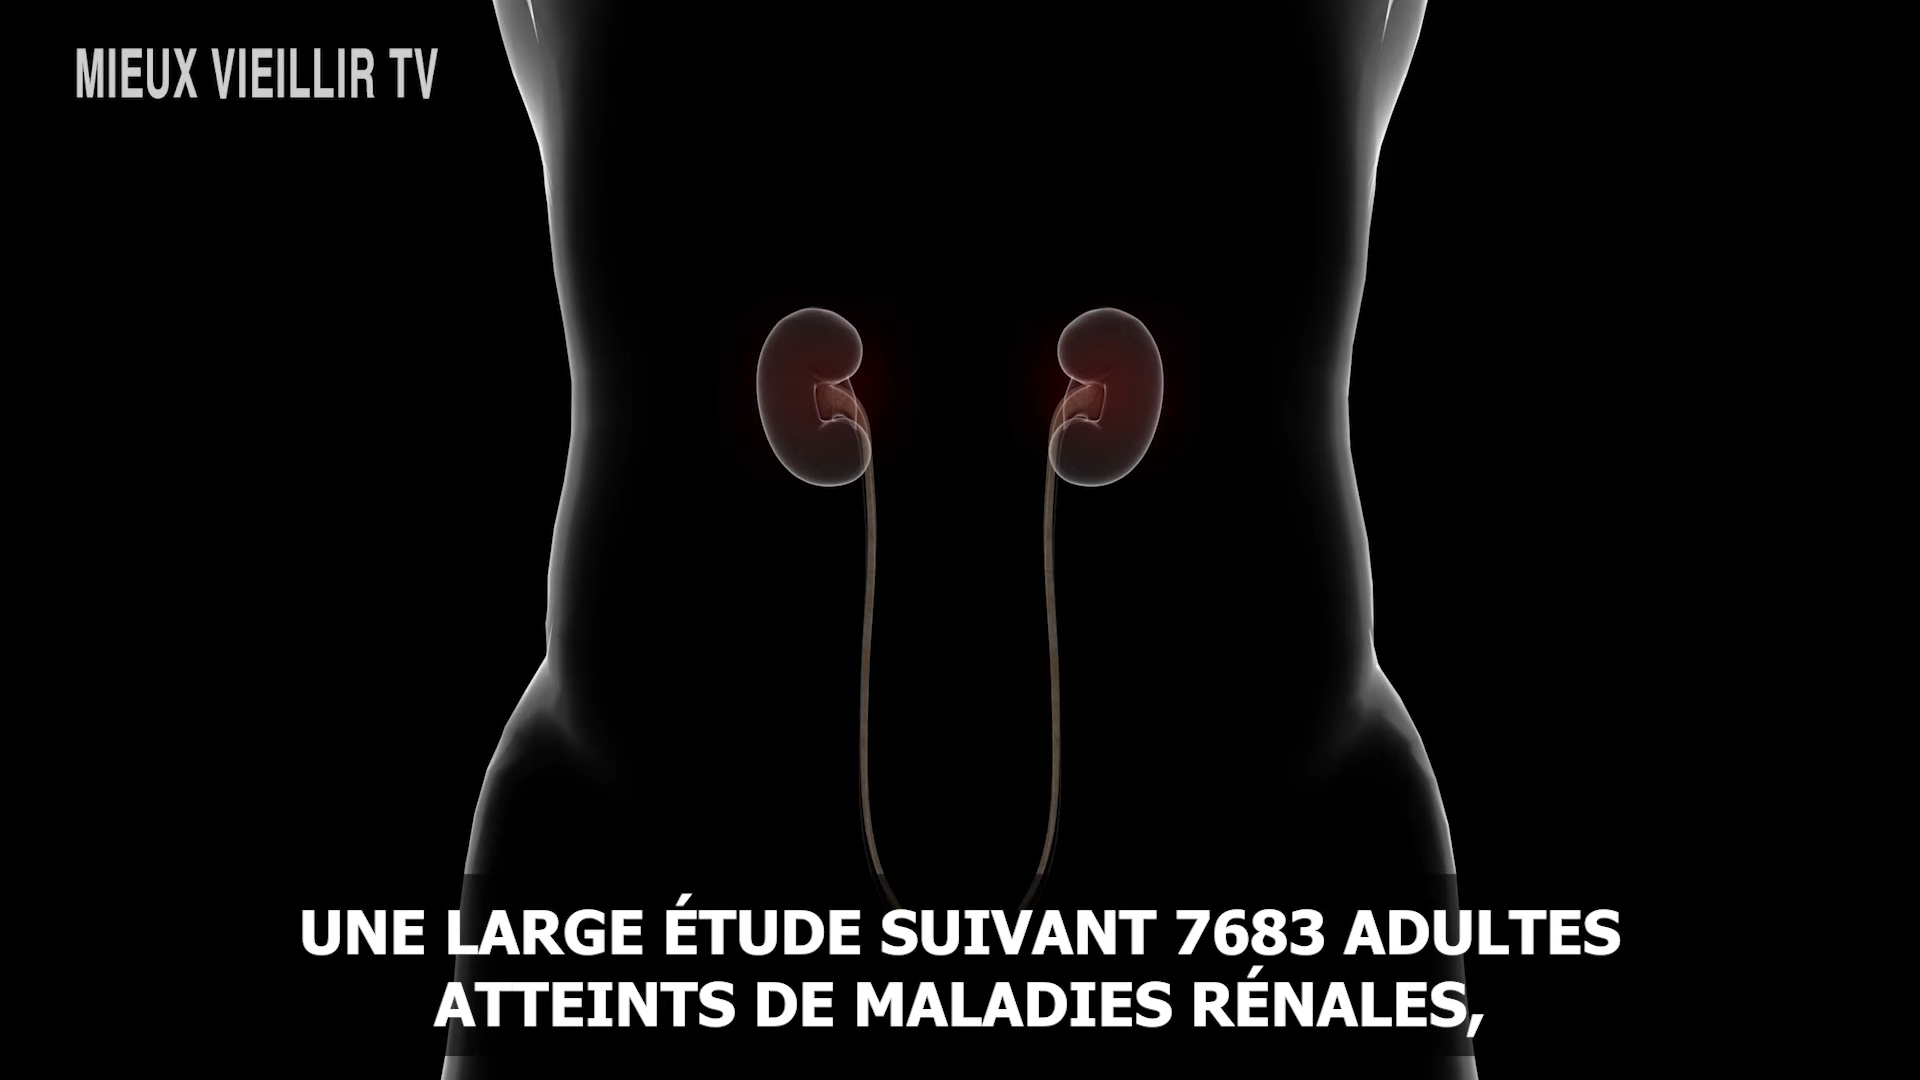 MIEUX VIEILLIR TV
UNE LARGE ÉTUDE SUIVANT 7683 ADULTES
ATTEINTS DE MALADIES RÉNALES,